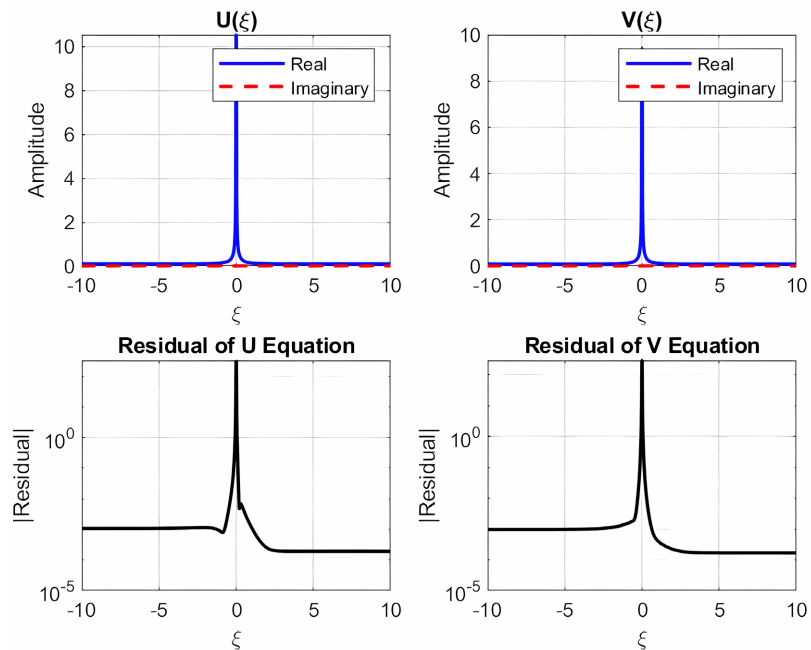 U(ξ)
Amplitude
10
8
6
4
2
0
-10
-5
0
5
10
ξ
Real
Imaginary
V(ξ)
Amplitude
10
8
6
4
2
0
-10
-5
0
5
10
ξ
Real
Imaginary
Residual of U Equation
|Residual|
10⁰
10⁻⁵
-10
-5
0
5
10
ξ
Residual of V Equation
|Residual|
10⁰
10⁻⁵
-10
-5
0
5
10
ξ